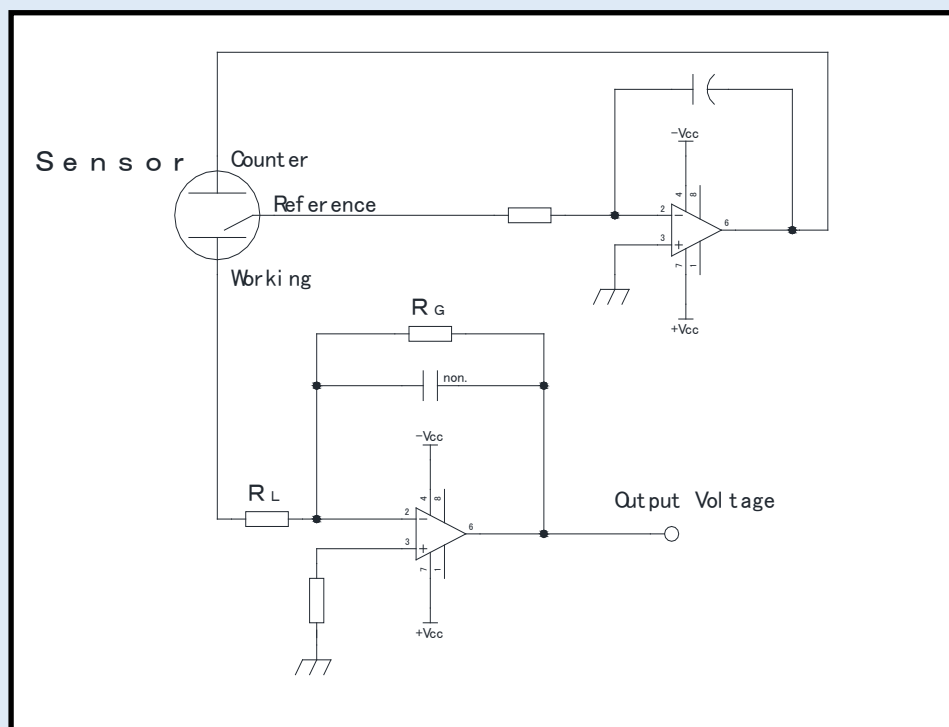 Sensor
Counter
Reference
Working
-Vcc
4
8
2
6
3
7
1
+Vcc
RG
non.
-Vcc
4
8
RL
2
6
3
7
1
+Vcc
Output Voltage